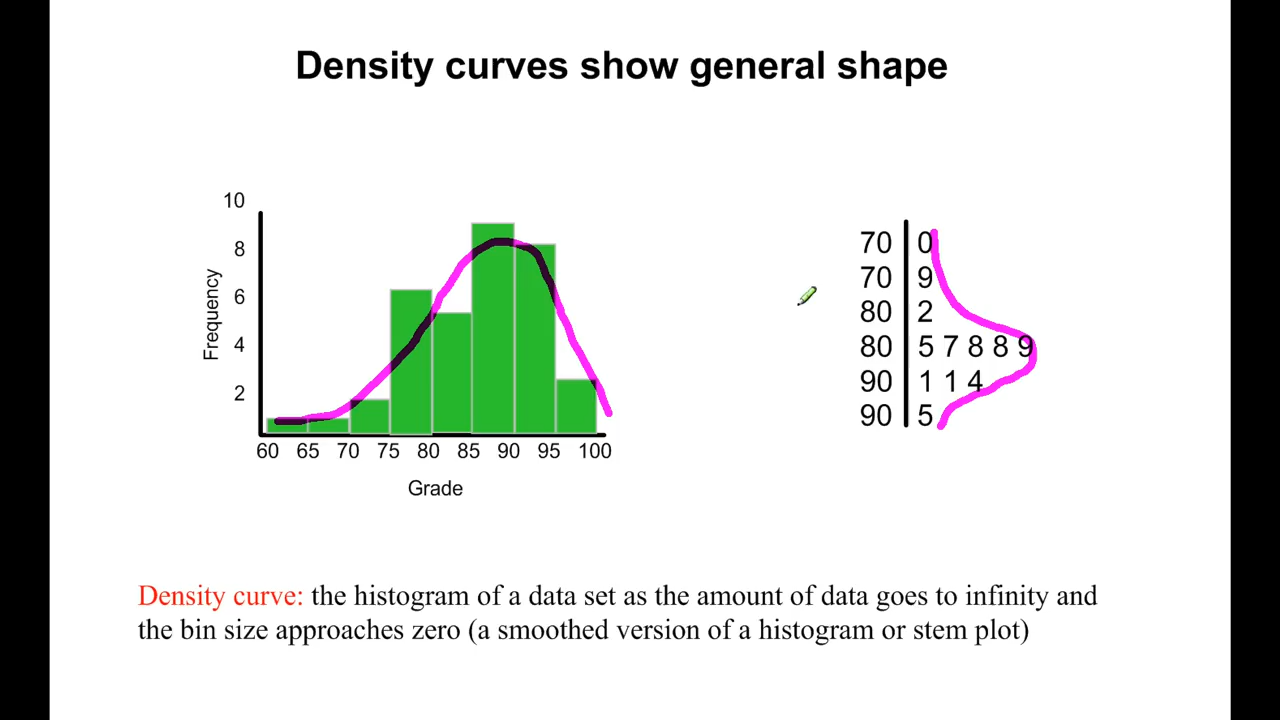 Density curves show general shape
10
8
6
4
2
Frequency
60 65 70 75 80 85 90 95 100
Grade
70 0
70 9
80 2
80 5 7 8 8 9
90 1 1 4
90 5
Density curve: the histogram of a data set as the amount of data goes to infinity and
the bin size approaches zero (a smoothed version of a histogram or stem plot)